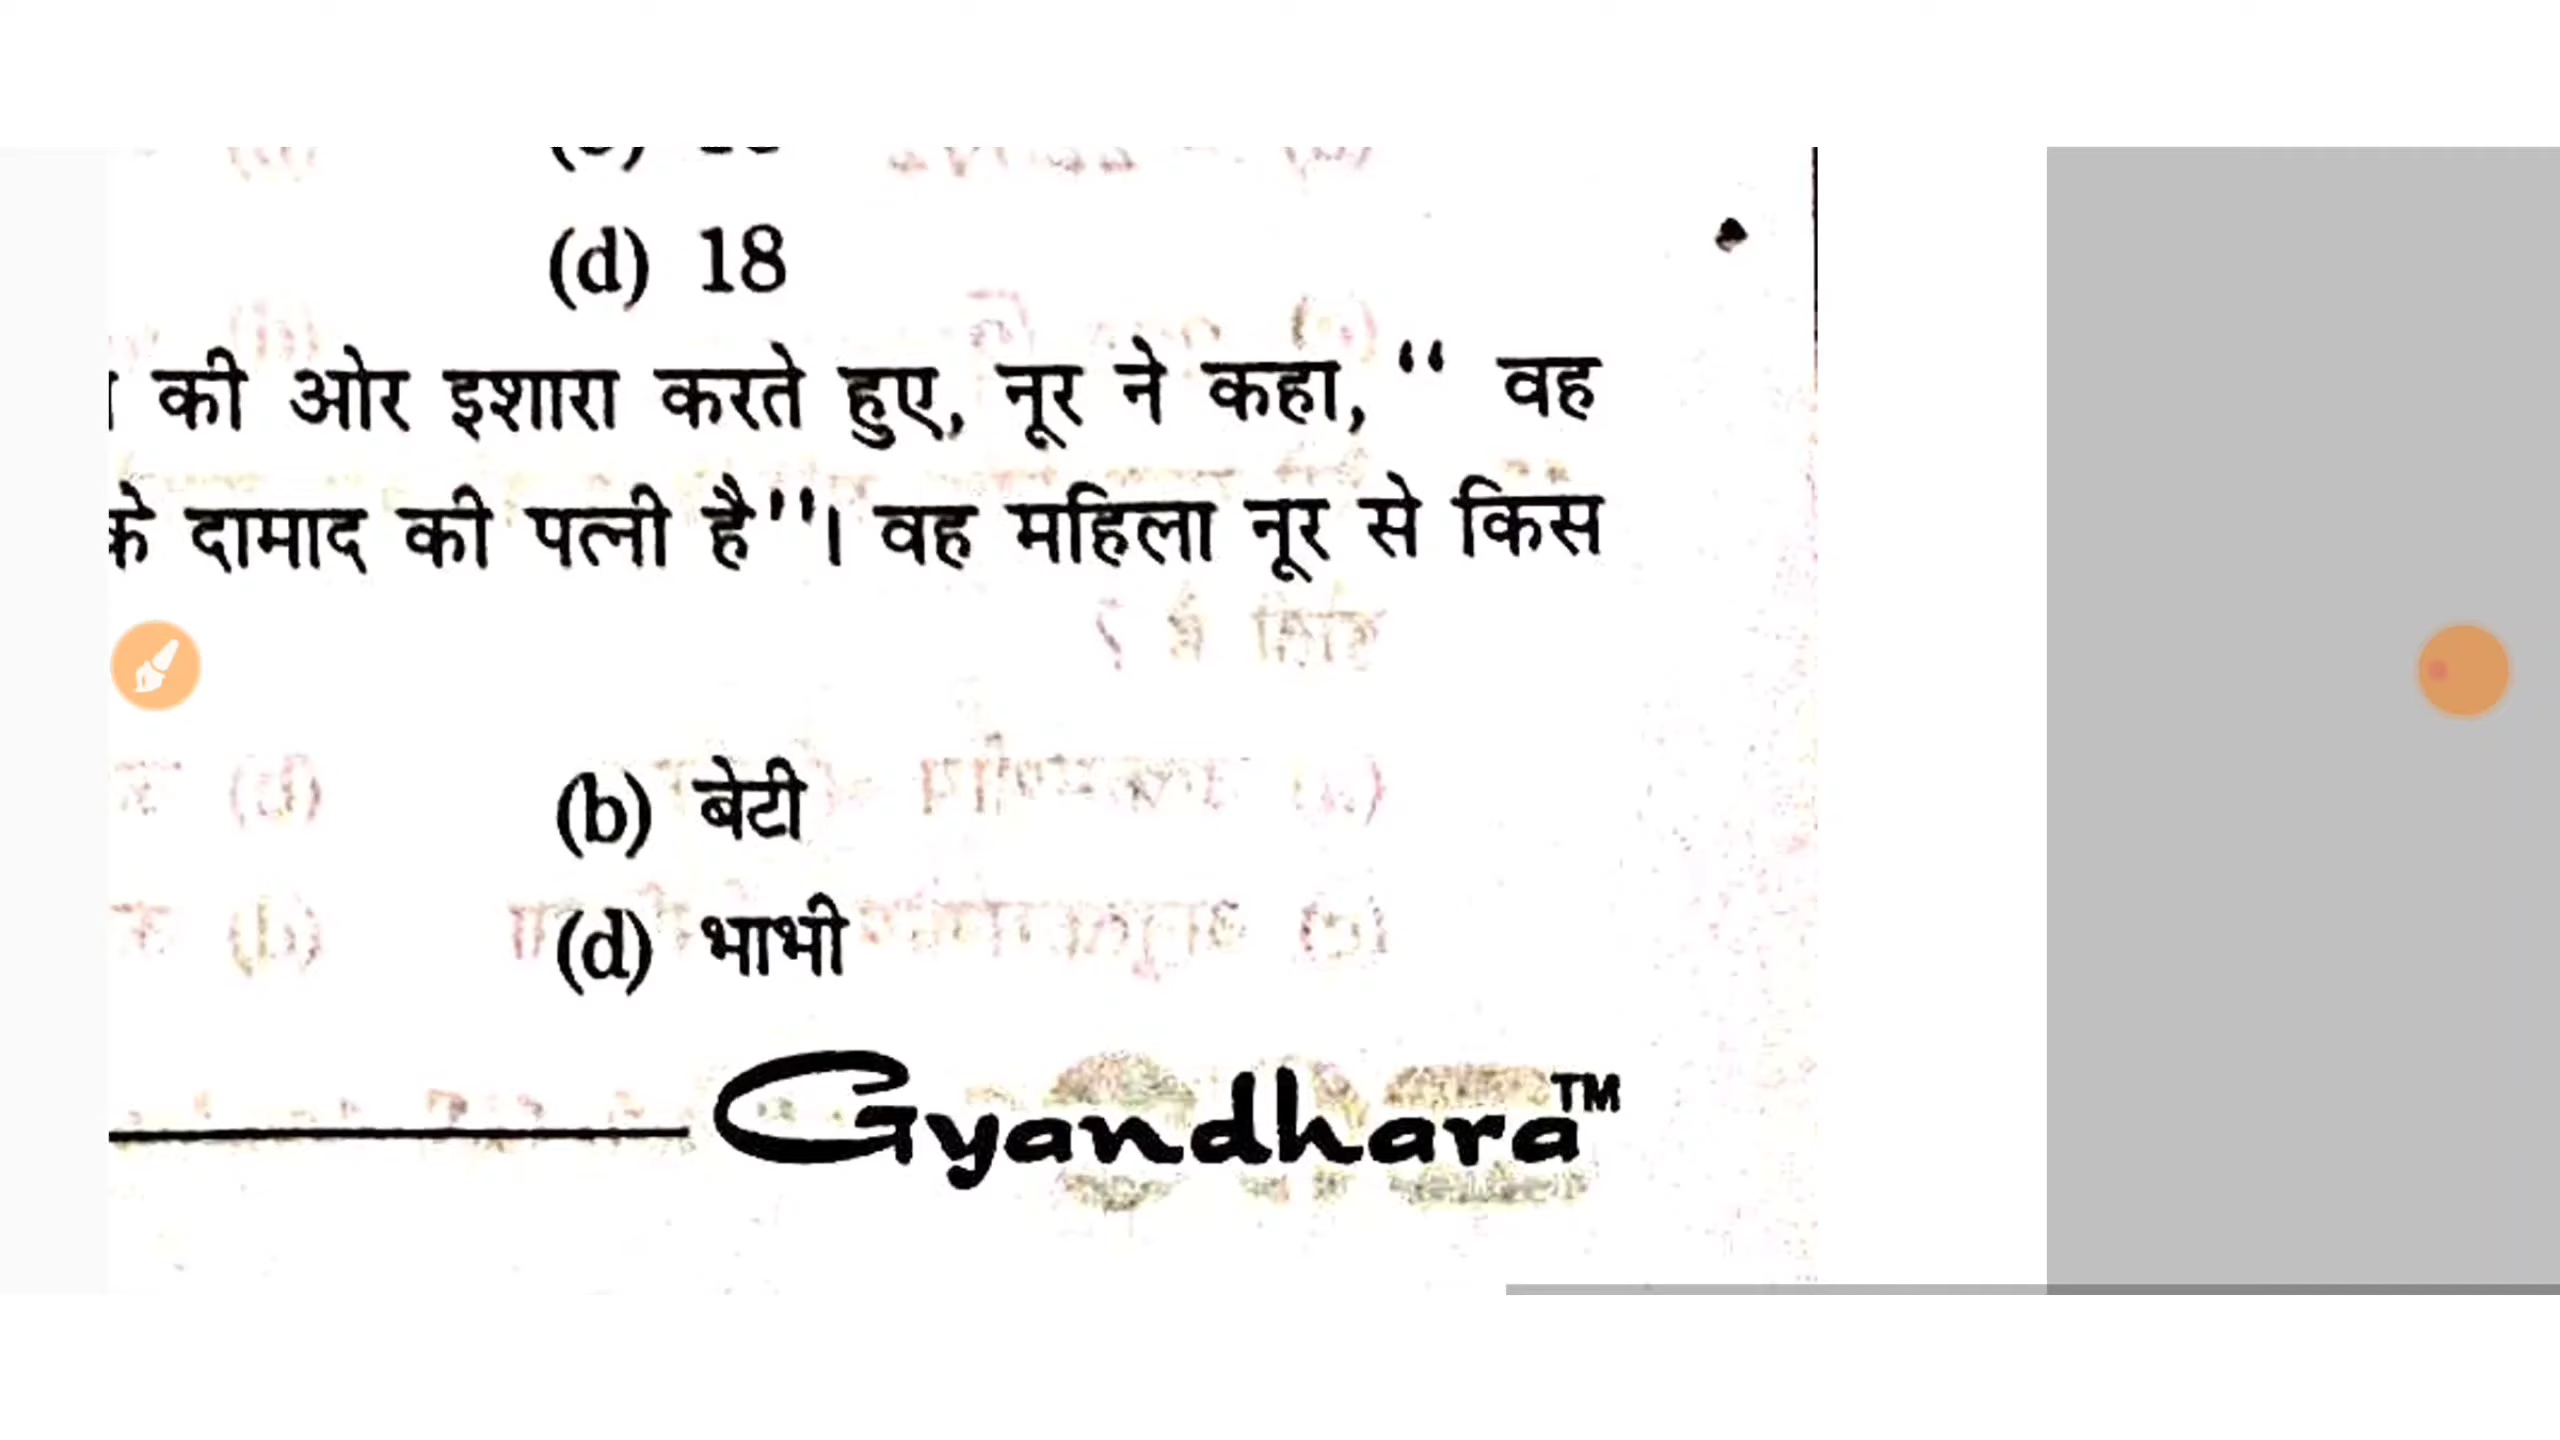 (d) 18
की ओर इशारा करते हुए, नूर ने कहा, ‘‘ वह
के दामाद की पत्नी है’’। वह महिला नूर से किस
(b) बेटी
(d) भाभी
Gyandhara™